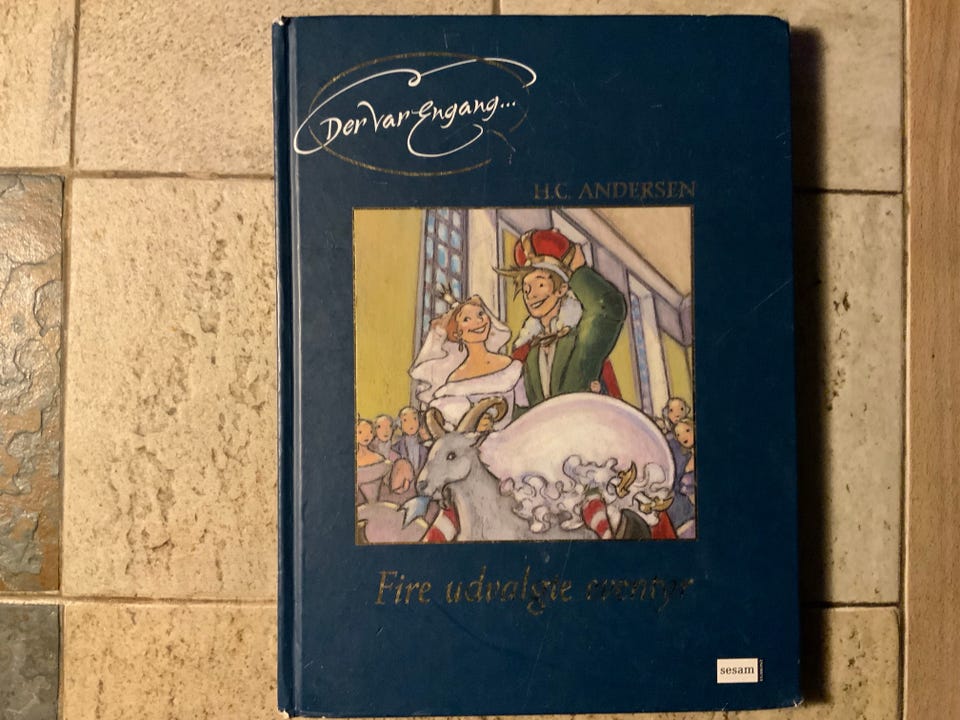 Der var Engang...
H.C. ANDERSEN
Fire udvalgte eventyr
sesam